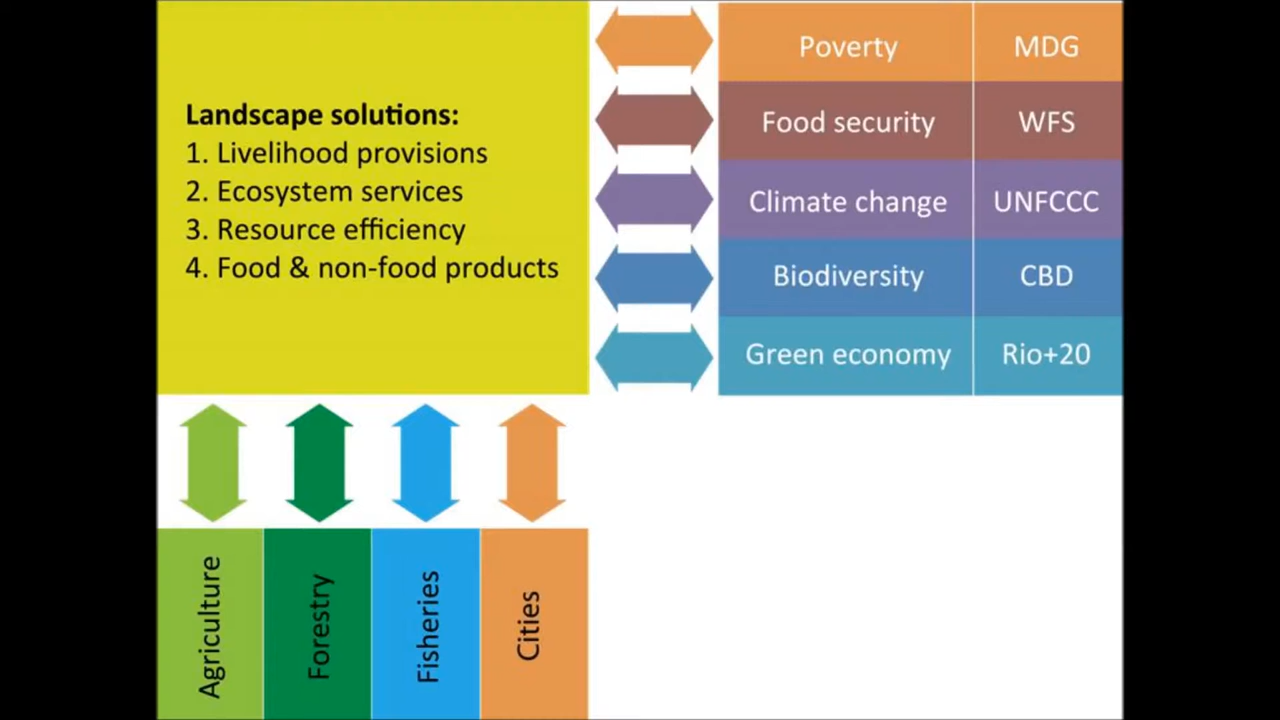 Landscape solutions:
1. Livelihood provisions
2. Ecosystem services
3. Resource efficiency
4. Food & non-food products
Poverty MDG
Food security WFS
Climate change UNFCCC
Biodiversity CBD
Green economy Rio+20
Agriculture
Forestry
Fisheries
Cities